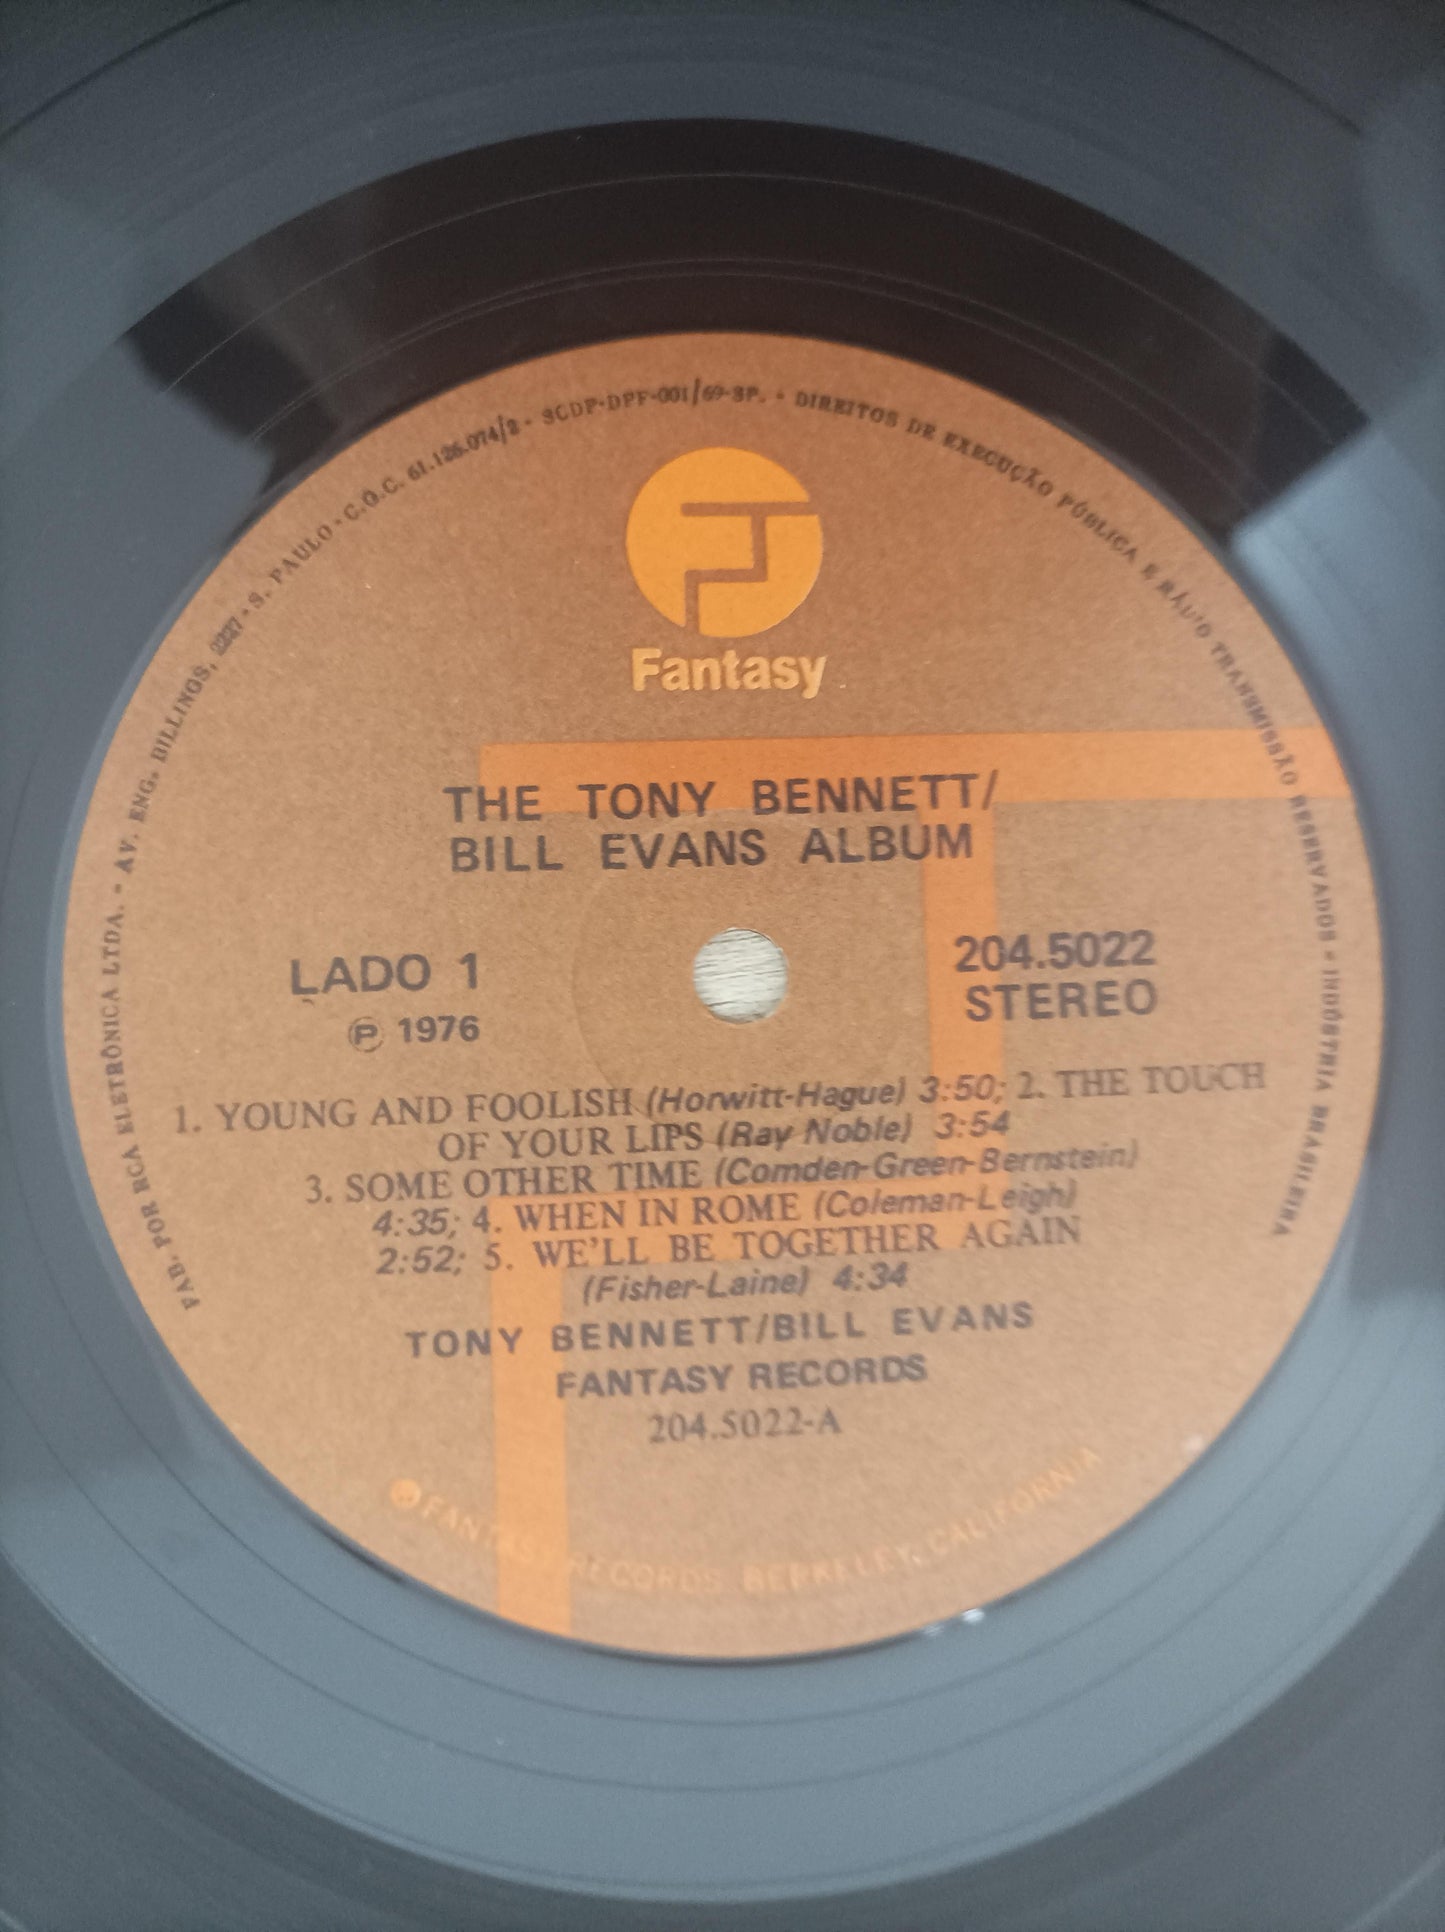 FAB. POR RCA ELETRÔNICA LTDA. - AV. ENG. BILLINGS, 2227 - S. PAULO - C.G.C. 61.126.074/2 - SCDP-DPF-001/69-SP. - DIREITOS DE EXECUÇÃO PÚBLICA E RÁDIO TRANSMISSÃO RESERVADOS - INDÚSTRIA BRASILEIRA
Fantasy
THE TONY BENNETT/
BILL EVANS ALBUM
LADO 1
Ⓟ 1976
204.5022
STEREO
1. YOUNG AND FOOLISH (Horwitt-Hague) 3:50; 2. THE TOUCH
OF YOUR LIPS (Ray Noble) 3:54
3. SOME OTHER TIME (Comden-Green-Bernstein)
4:35; 4. WHEN IN ROME (Coleman-Leigh)
2:52; 5. WE'LL BE TOGETHER AGAIN
(Fisher-Laine) 4:34
TONY BENNETT/BILL EVANS
FANTASY RECORDS
204.5022-A
FANTASY RECORDS BERKELEY, CALIFORNIA